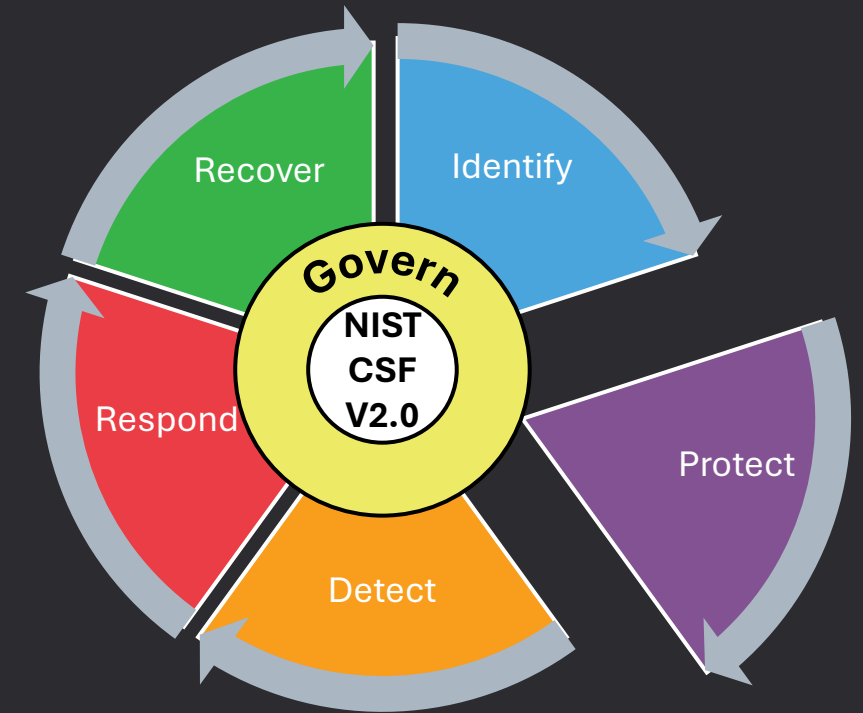 Recover
Identify
Govern
NIST
CSF
V2.0
Respond
Protect
Detect